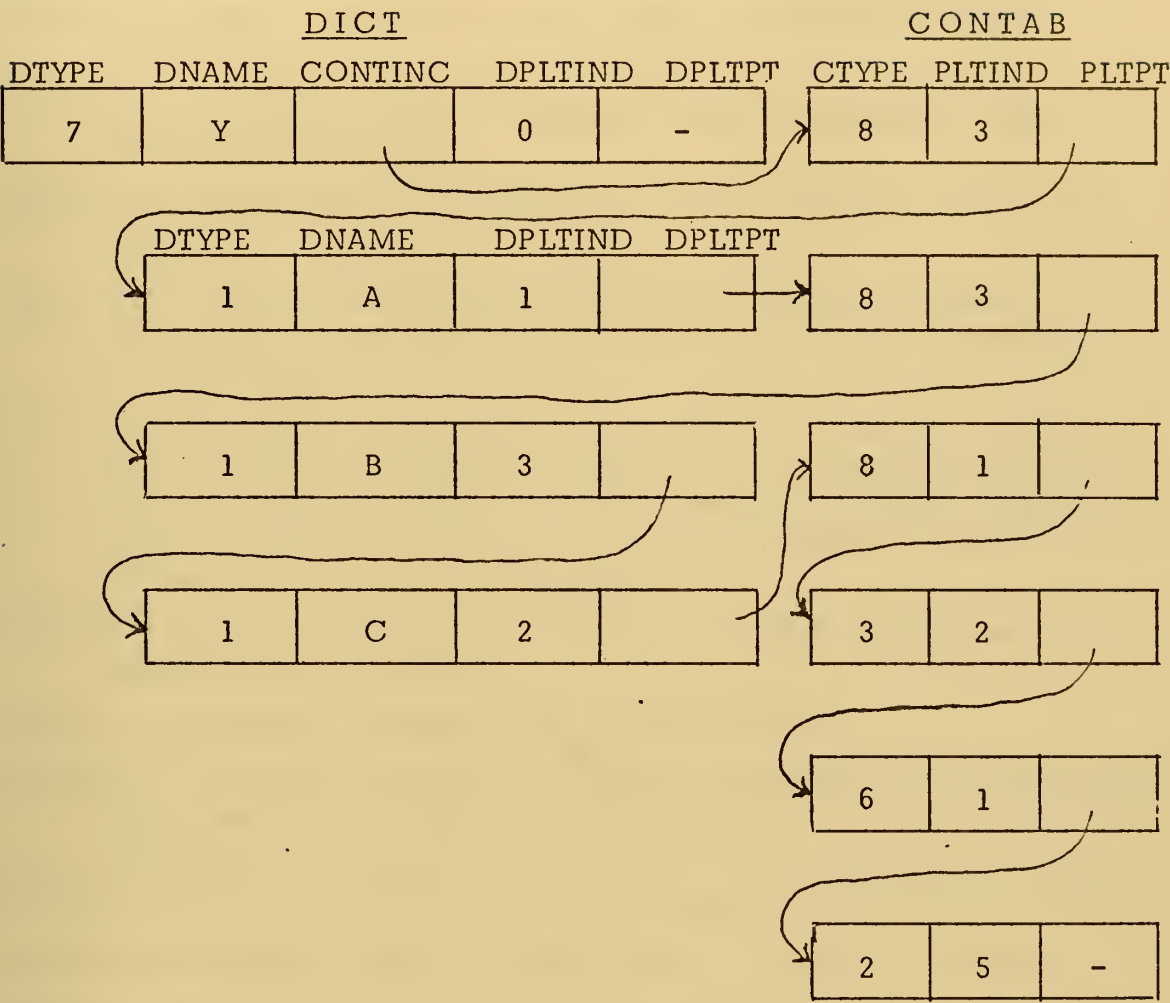 DICT CONTAB
DTYPE DNAME CONTINC DPLTIND DPLTPT CTYPE PLTIND PLTPT
7 Y 0 - 8 3
DTYPE DNAME DPLTIND DPLTPT
1 A 1 8 3
1 B 3 8 1
1 C 2 3 2
6 1
2 5 -